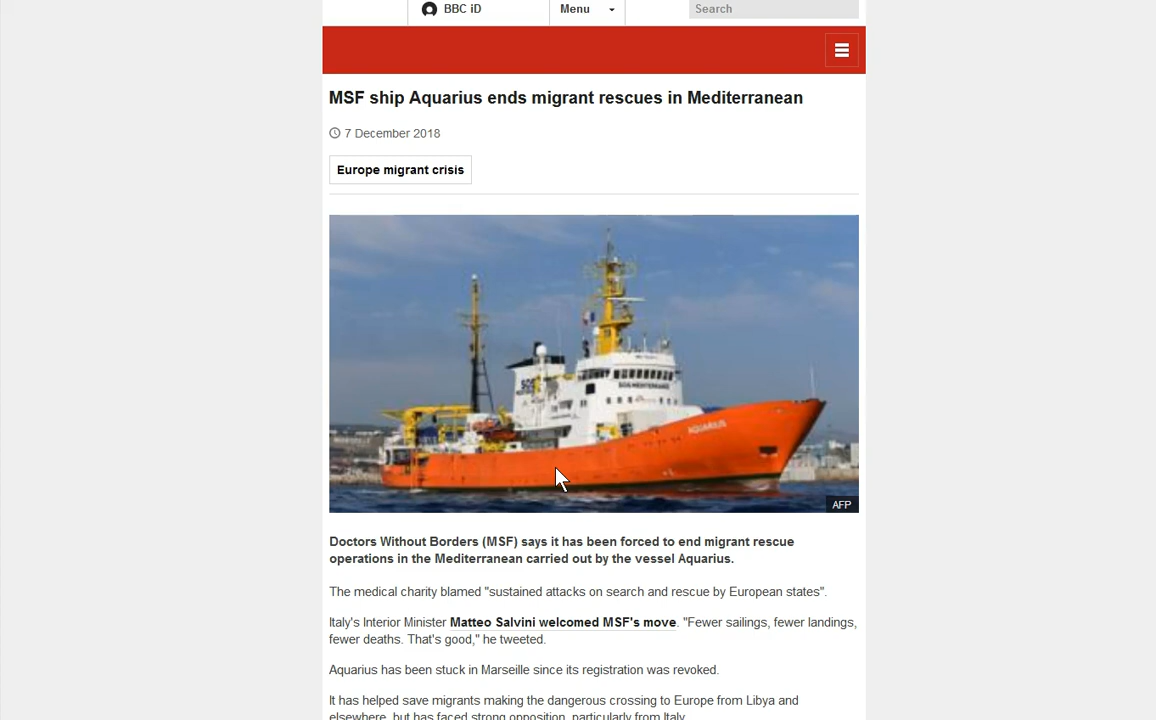 BBC iD
Menu
Search
MSF ship Aquarius ends migrant rescues in Mediterranean
7 December 2018
Europe migrant crisis
SOS
SOS MEDITERRANEE
AQUARIUS
AFP
Doctors Without Borders (MSF) says it has been forced to end migrant rescue
operations in the Mediterranean carried out by the vessel Aquarius.
The medical charity blamed "sustained attacks on search and rescue by European states".
Italy's Interior Minister Matteo Salvini welcomed MSF's move. "Fewer sailings, fewer landings,
fewer deaths. That's good," he tweeted.
Aquarius has been stuck in Marseille since its registration was revoked.
It has helped save migrants making the dangerous crossing to Europe from Libya and
elsewhere, but has faced strong opposition, particularly from Italy.